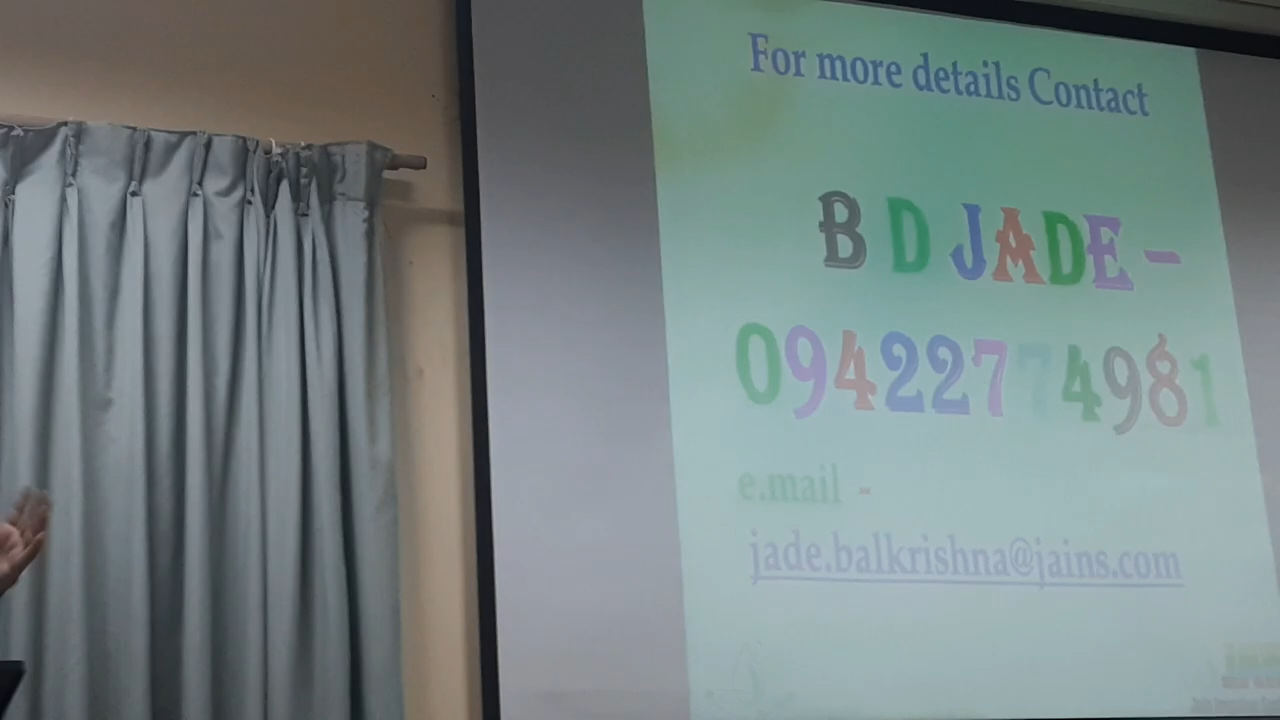 For more details Contact
B D JADE –
09422774981
e.mail -
jade.balkrishna@jains.com